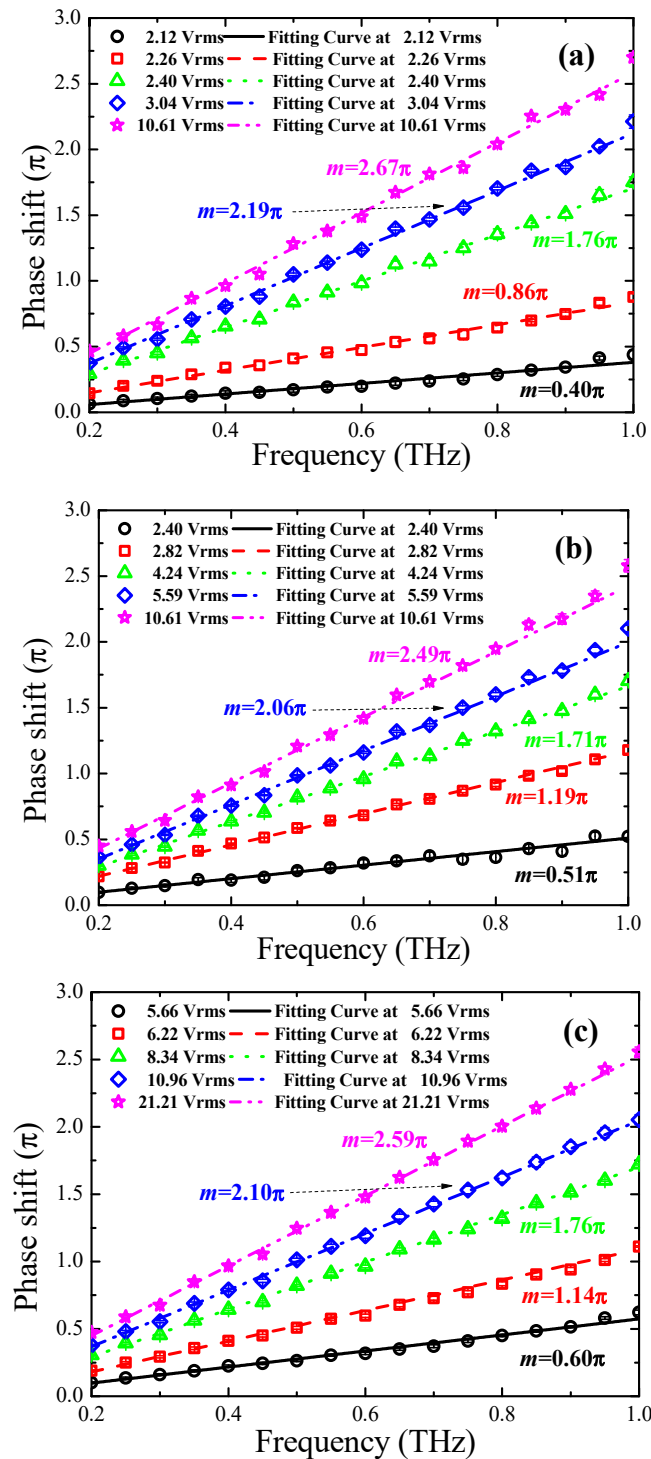 (a)
2.12 Vrms Fitting Curve at 2.12 Vrms
2.26 Vrms Fitting Curve at 2.26 Vrms
2.40 Vrms Fitting Curve at 2.40 Vrms
3.04 Vrms Fitting Curve at 3.04 Vrms
10.61 Vrms Fitting Curve at 10.61 Vrms
m=2.67π
m=2.19π
m=1.76π
m=0.86π
m=0.40π
3.0
2.5
2.0
1.5
1.0
0.5
0.0
Phase shift (π)
0.2 0.4 0.6 0.8 1.0
Frequency (THz)
(b)
2.40 Vrms Fitting Curve at 2.40 Vrms
2.82 Vrms Fitting Curve at 2.82 Vrms
4.24 Vrms Fitting Curve at 4.24 Vrms
5.59 Vrms Fitting Curve at 5.59 Vrms
10.61 Vrms Fitting Curve at 10.61 Vrms
m=2.49π
m=2.06π
m=1.71π
m=1.19π
m=0.51π
3.0
2.5
2.0
1.5
1.0
0.5
0.0
Phase shift (π)
0.2 0.4 0.6 0.8 1.0
Frequency (THz)
(c)
5.66 Vrms Fitting Curve at 5.66 Vrms
6.22 Vrms Fitting Curve at 6.22 Vrms
8.34 Vrms Fitting Curve at 8.34 Vrms
10.96 Vrms Fitting Curve at 10.96 Vrms
21.21 Vrms Fitting Curve at 21.21 Vrms
m=2.59π
m=2.10π
m=1.76π
m=1.14π
m=0.60π
3.0
2.5
2.0
1.5
1.0
0.5
0.0
Phase shift (π)
0.2 0.4 0.6 0.8 1.0
Frequency (THz)